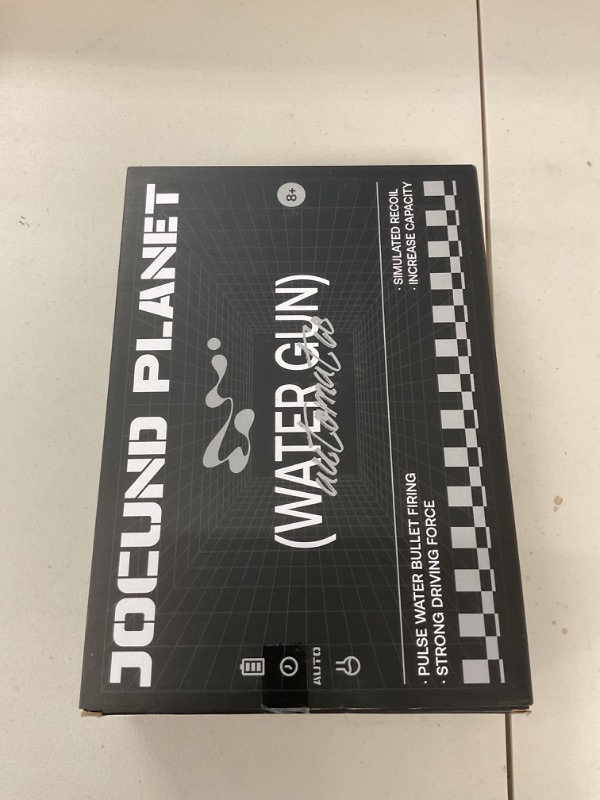 JOCUND PLANET
8+
(WATER GUN)
automatic
AUTO
· PULSE WATER BULLET FIRING
· STRONG DRIVING FORCE
· SIMULATED RECOIL
· INCREASE CAPACITY